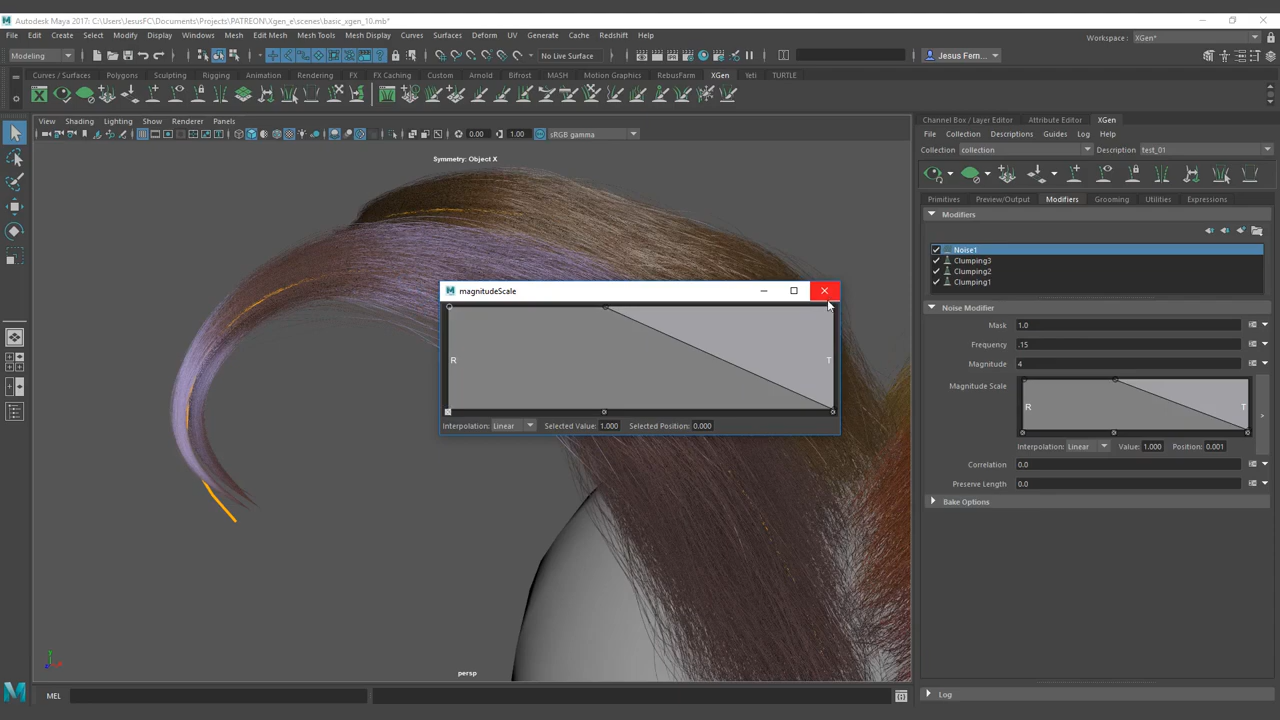 Autodesk Maya 2017: C:\Users\JesusFC\Documents\Projects\PATREON\Xgen_e\scenes\basic_xgen_10.mb*
File Edit Create Select Modify Display Windows Mesh Edit Mesh Mesh Tools Mesh Display Curves Surfaces Deform UV Generate Cache Redshift Help
Workspace : XGen*
Modeling
No Live Surface
Jesus Fern...
Curves / Surfaces Polygons Sculpting Rigging Animation Rendering FX FX Caching Custom Arnold Bifrost MASH Motion Graphics RebusFarm XGen Yeti TURTLE
View Shading Lighting Show Renderer Panels
0.00 1.00 sRGB gamma
Symmetry: Object X
magnitudeScale
R T
Interpolation: Linear Selected Value: 1.000 Selected Position: 0.000
persp
MEL
Channel Box / Layer Editor Attribute Editor XGen
File Collection Descriptions Guides Log Help
Collection collection Description test_01
Primitives Preview/Output Modifiers Grooming Utilities Expressions
Modifiers
Noise1
Clumping3
Clumping2
Clumping1
Noise Modifier
Mask 1.0
Frequency .15
Magnitude 4
Magnitude Scale R T
>
Interpolation: Linear Value: 1.000 Position: 0.001
Correlation 0.0
Preserve Length 0.0
Bake Options
Log